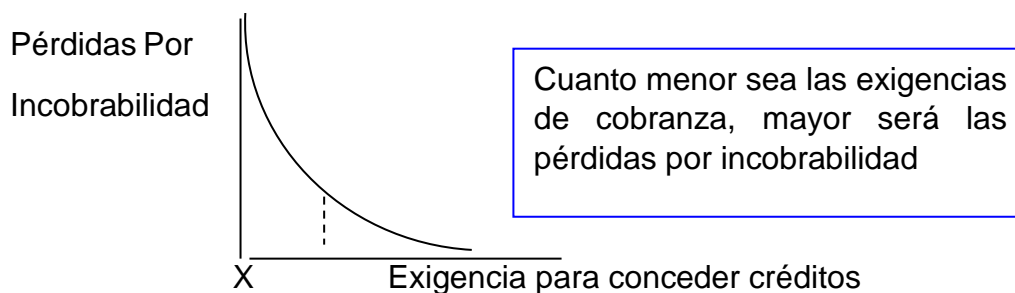 Pérdidas Por
Incobrabilidad
Cuanto menor sea las exigencias
de cobranza, mayor será las
pérdidas por incobrabilidad
X
Exigencia para conceder créditos